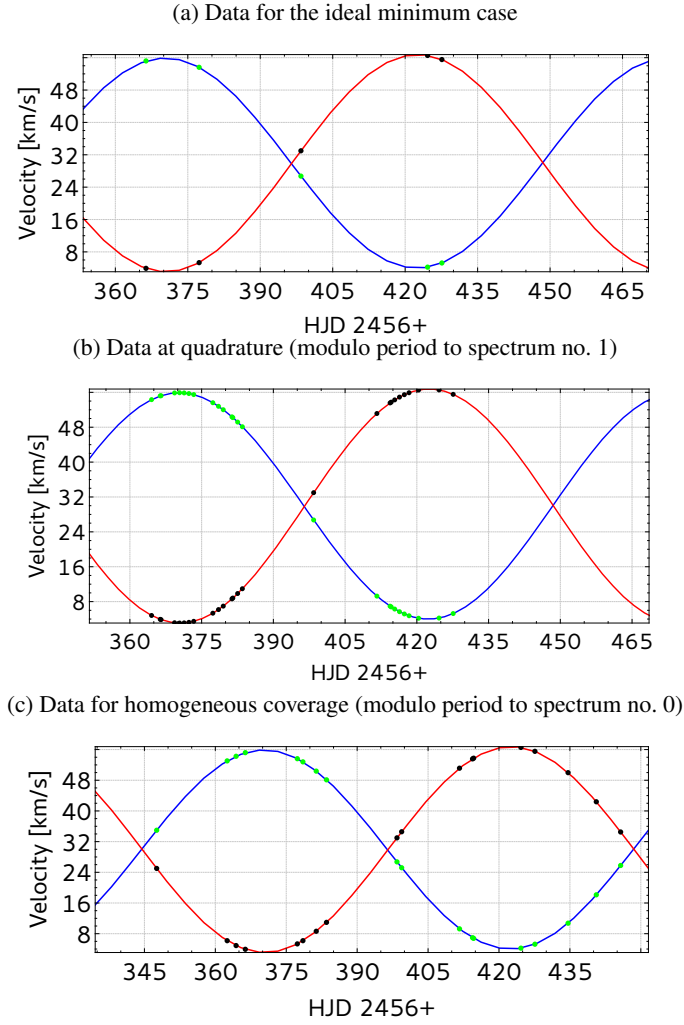 (a) Data for the ideal minimum case
Velocity [km/s]
48
40
32
24
16
8
360 375 390 405 420 435 450 465
HJD 2456+
(b) Data at quadrature (modulo period to spectrum no. 1)
Velocity [km/s]
48
40
32
24
16
8
360 375 390 405 420 435 450 465
HJD 2456+
(c) Data for homogeneous coverage (modulo period to spectrum no. 0)
Velocity [km/s]
48
40
32
24
16
8
345 360 375 390 405 420 435
HJD 2456+